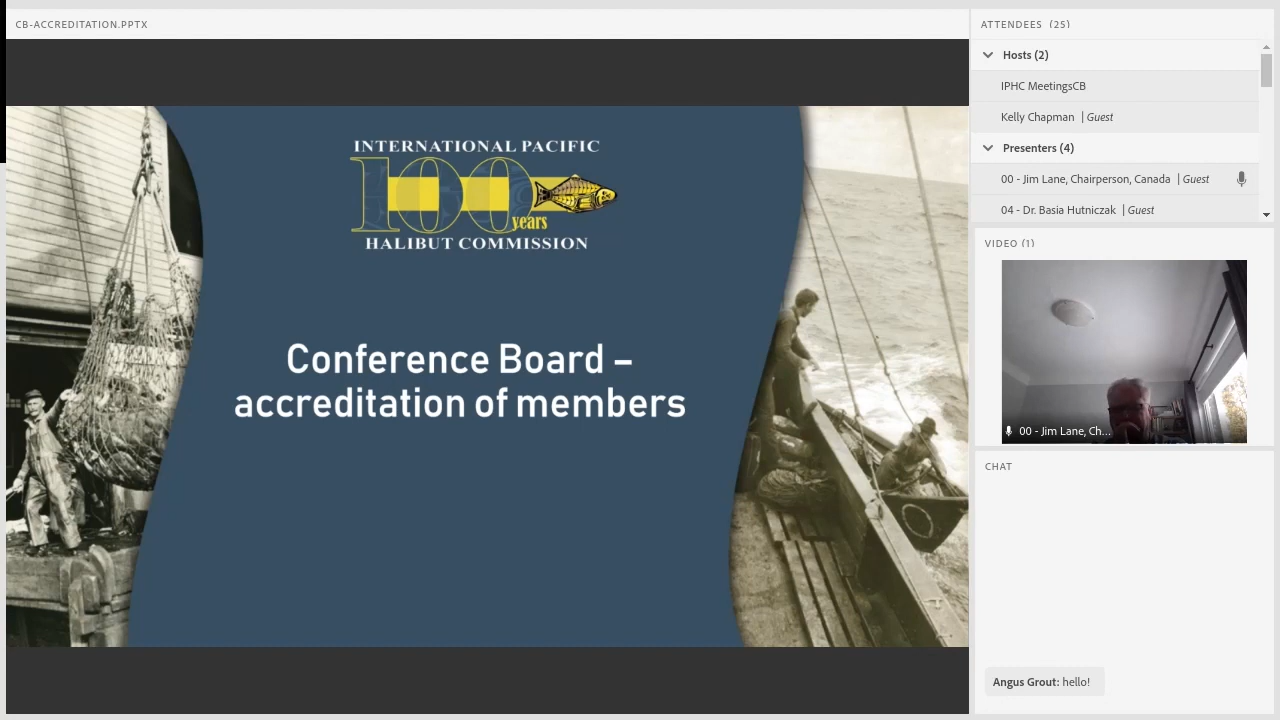 CB-ACCREDITATION.PPTX
INTERNATIONAL PACIFIC
100
years
HALIBUT COMMISSION
Conference Board –
accreditation of members
ATTENDEES (25)
Hosts (2)
IPHC MeetingsCB
Kelly Chapman | Guest
Presenters (4)
00 - Jim Lane, Chairperson, Canada | Guest
04 - Dr. Basia Hutniczak | Guest
VIDEO (1)
00 - Jim Lane, Ch...
CHAT
Angus Grout: hello!